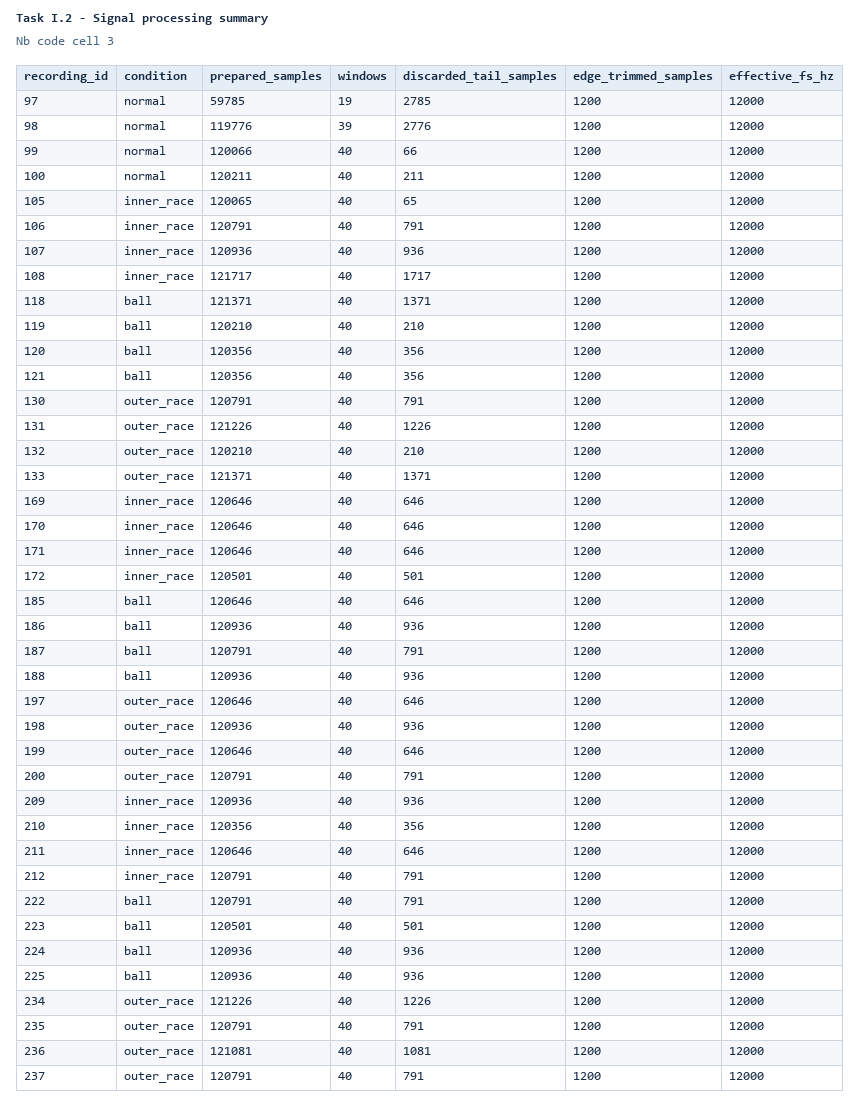 Task I.2 - Signal processing summary
Nb code cell 3
recording_id condition prepared_samples windows discarded_tail_samples edge_trimmed_samples effective_fs_hz
97 normal 59785 19 2785 1200 12000
98 normal 119776 39 2776 1200 12000
99 normal 120066 40 66 1200 12000
100 normal 120211 40 211 1200 12000
105 inner_race 120065 40 65 1200 12000
106 inner_race 120791 40 791 1200 12000
107 inner_race 120936 40 936 1200 12000
108 inner_race 121717 40 1717 1200 12000
118 ball 121371 40 1371 1200 12000
119 ball 120210 40 210 1200 12000
120 ball 120356 40 356 1200 12000
121 ball 120356 40 356 1200 12000
130 outer_race 120791 40 791 1200 12000
131 outer_race 121226 40 1226 1200 12000
132 outer_race 120210 40 210 1200 12000
133 outer_race 121371 40 1371 1200 12000
169 inner_race 120646 40 646 1200 12000
170 inner_race 120646 40 646 1200 12000
171 inner_race 120646 40 646 1200 12000
172 inner_race 120501 40 501 1200 12000
185 ball 120646 40 646 1200 12000
186 ball 120936 40 936 1200 12000
187 ball 120791 40 791 1200 12000
188 ball 120936 40 936 1200 12000
197 outer_race 120646 40 646 1200 12000
198 outer_race 120936 40 936 1200 12000
199 outer_race 120646 40 646 1200 12000
200 outer_race 120791 40 791 1200 12000
209 inner_race 120936 40 936 1200 12000
210 inner_race 120356 40 356 1200 12000
211 inner_race 120646 40 646 1200 12000
212 inner_race 120791 40 791 1200 12000
222 ball 120791 40 791 1200 12000
223 ball 120501 40 501 1200 12000
224 ball 120936 40 936 1200 12000
225 ball 120936 40 936 1200 12000
234 outer_race 121226 40 1226 1200 12000
235 outer_race 120791 40 791 1200 12000
236 outer_race 121081 40 1081 1200 12000
237 outer_race 120791 40 791 1200 12000